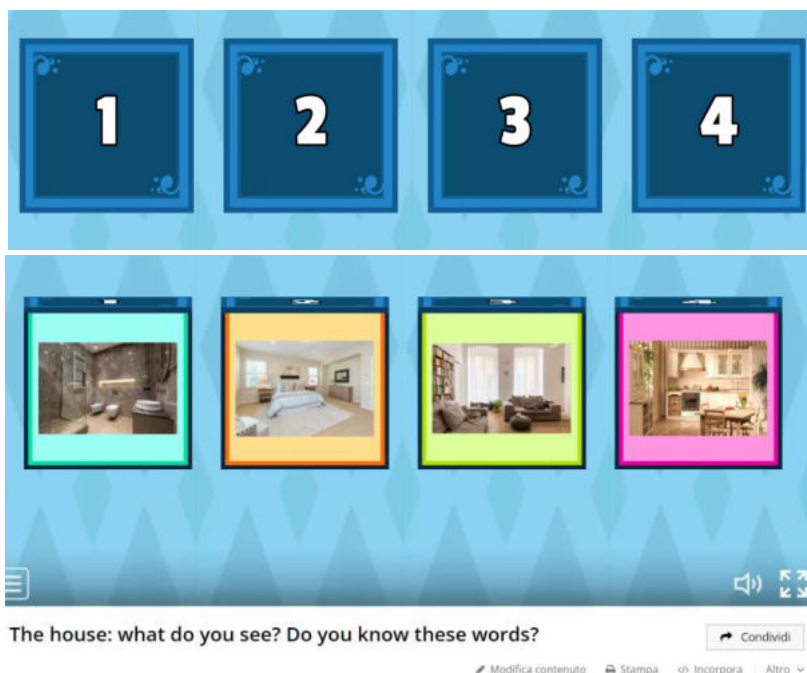 1 2 3 4
The house: what do you see? Do you know these words?
Condividi
Modifica contenuto Stampa Incorpora Altro